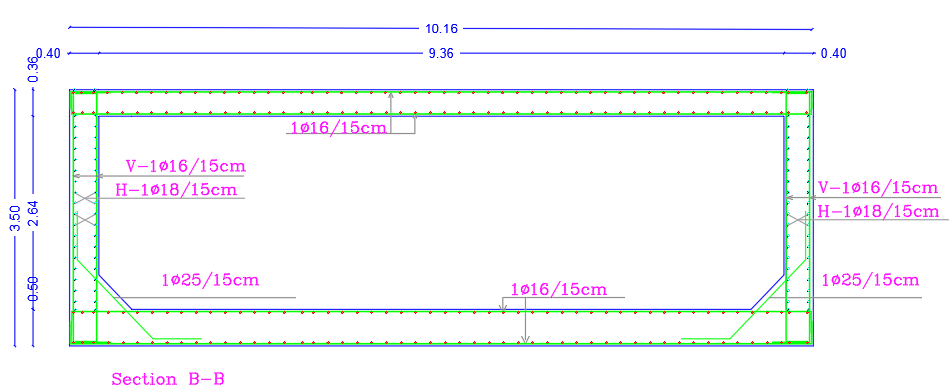 10.16
0.40
9.36
0.40
0.36
1ø16/15cm
V-1ø16/15cm
H-1ø18/15cm
V-1ø16/15cm
H-1ø18/15cm
3.50
2.64
1ø25/15cm
1ø16/15cm
1ø25/15cm
0.50
Section B-B